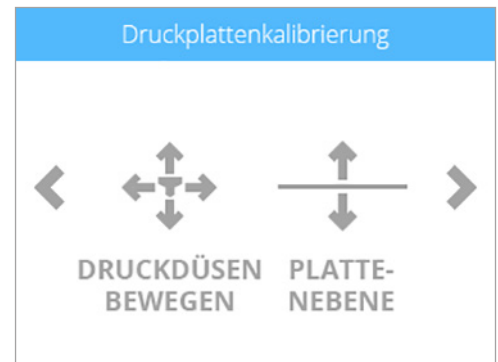 Druckplattenkalibrierung
DRUCKDÜSEN
BEWEGEN
PLATTE-
NEBENE